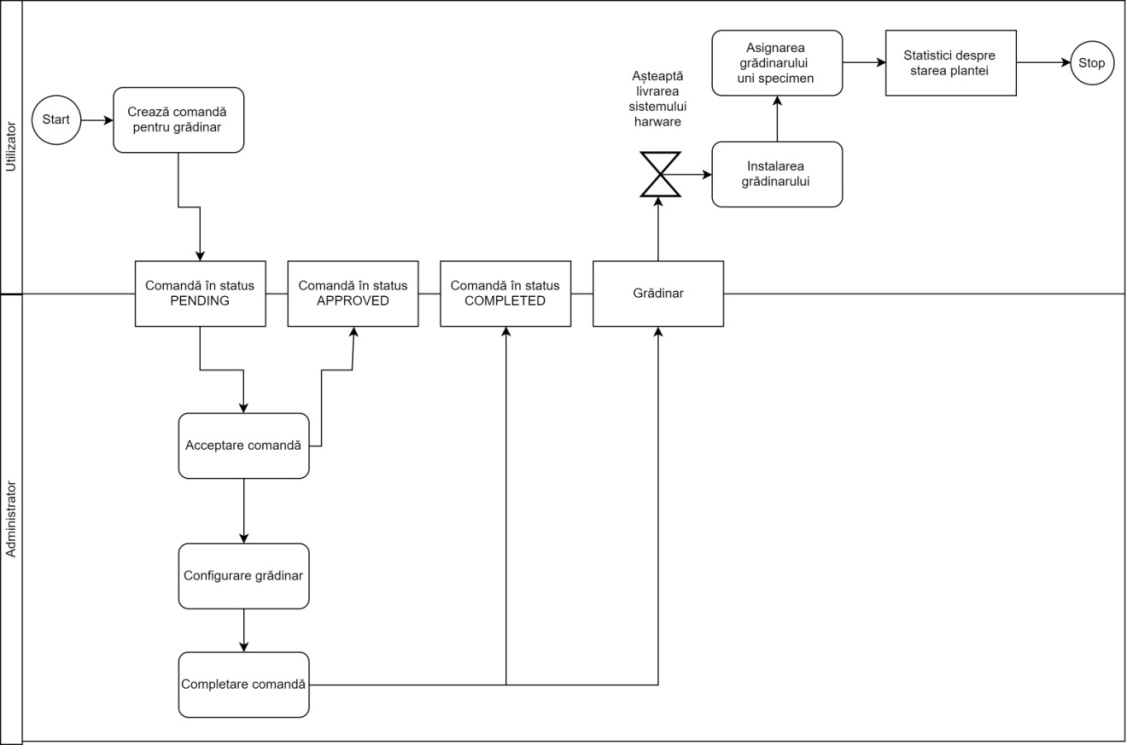 Utilizator
Start
Crează comandă
pentru grădinar
Așteaptă
livrarea
sistemului
harware
Asignarea
grădinarului
uni specimen
Statistici despre
starea plantei
Stop
Instalarea
grădinarului
Comandă în status
PENDING
Comandă în status
APPROVED
Comandă în status
COMPLETED
Grădinar
Administrator
Acceptare comandă
Configurare grădinar
Completare comandă